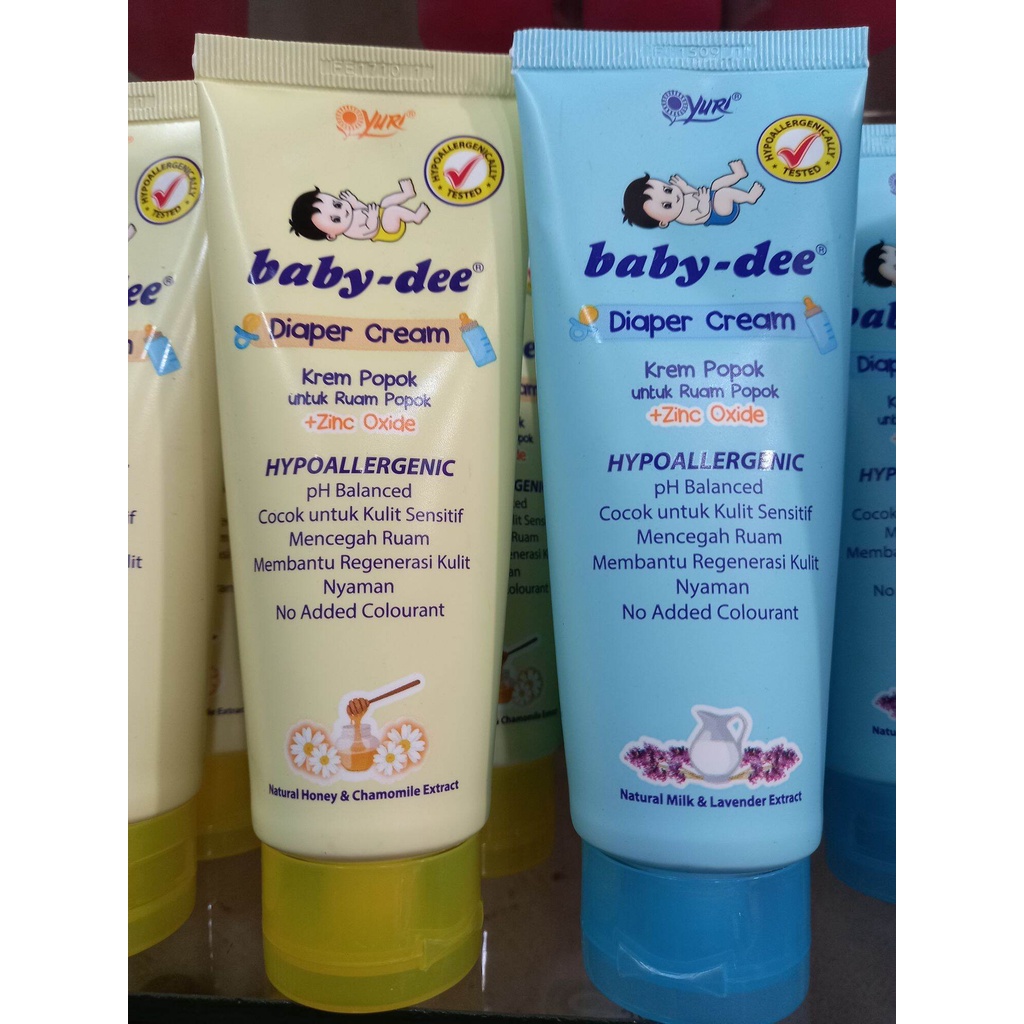 YURI®
HYPOALLERGENICALLY TESTED
baby-dee®
Diaper Cream
Krem Popok
untuk Ruam Popok
+Zinc Oxide
HYPOALLERGENIC
pH Balanced
Cocok untuk Kulit Sensitif
Mencegah Ruam
Membantu Regenerasi Kulit
Nyaman
No Added Colourant
Natural Honey & Chamomile Extract
YURI®
HYPOALLERGENICALLY TESTED
baby-dee®
Diaper Cream
Krem Popok
untuk Ruam Popok
+Zinc Oxide
HYPOALLERGENIC
pH Balanced
Cocok untuk Kulit Sensitif
Mencegah Ruam
Membantu Regenerasi Kulit
Nyaman
No Added Colourant
Natural Milk & Lavender Extract
HYPOALLERGENICALLY TESTED